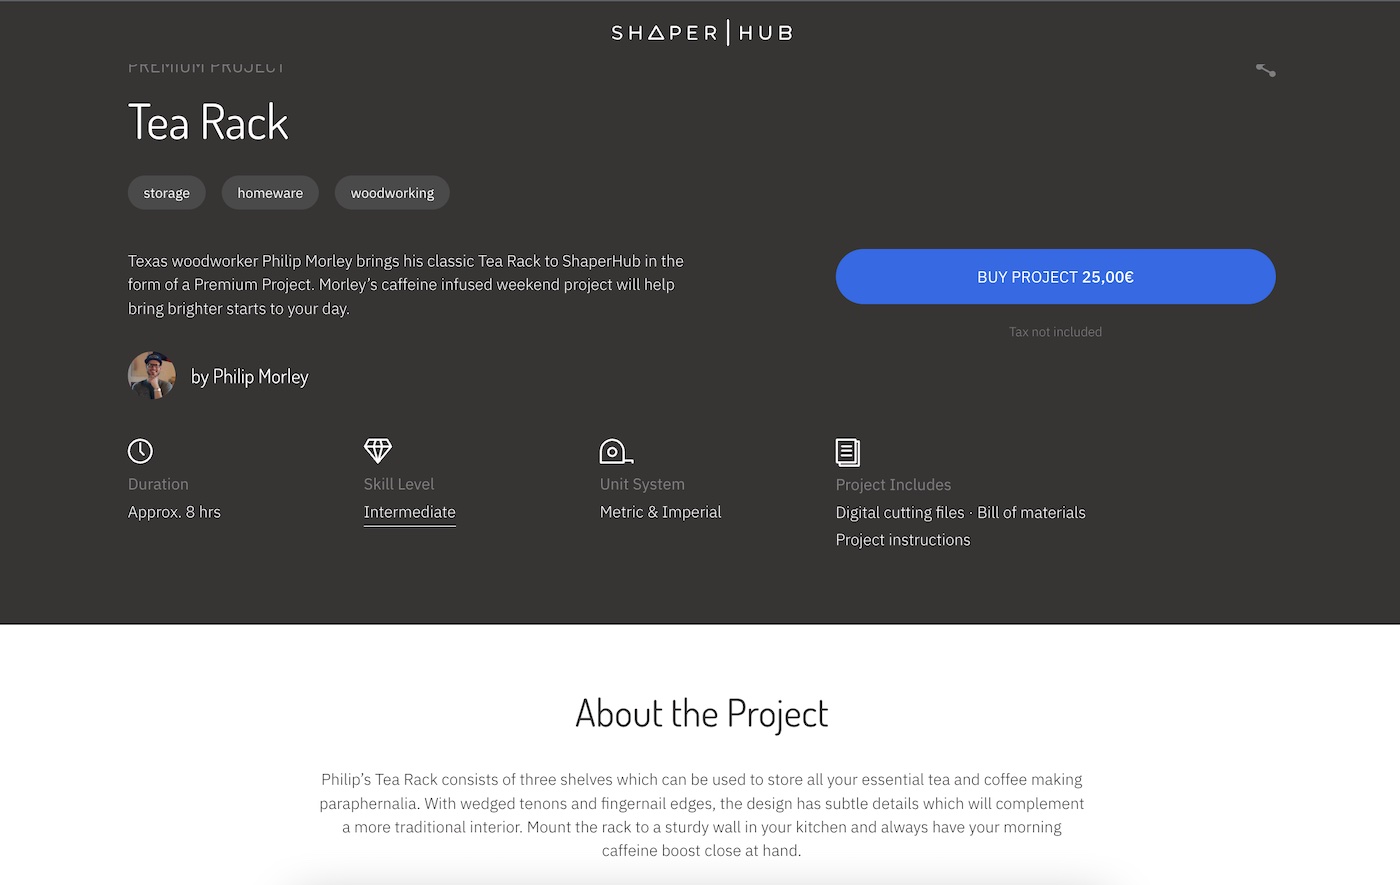 SHAPER|HUB
PREMIUM PROJECT
Tea Rack
storage
homeware
woodworking
Texas woodworker Philip Morley brings his classic Tea Rack to ShaperHub in the
form of a Premium Project. Morley’s caffeine infused weekend project will help
bring brighter starts to your day.
BUY PROJECT 25,00€
Tax not included
by Philip Morley
Duration
Approx. 8 hrs
Skill Level
Intermediate
Unit System
Metric & Imperial
Project Includes
Digital cutting files · Bill of materials
Project instructions
About the Project
Philip’s Tea Rack consists of three shelves which can be used to store all your essential tea and coffee making
paraphernalia. With wedged tenons and fingernail edges, the design has subtle details which will complement
a more traditional interior. Mount the rack to a sturdy wall in your kitchen and always have your morning
caffeine boost close at hand.